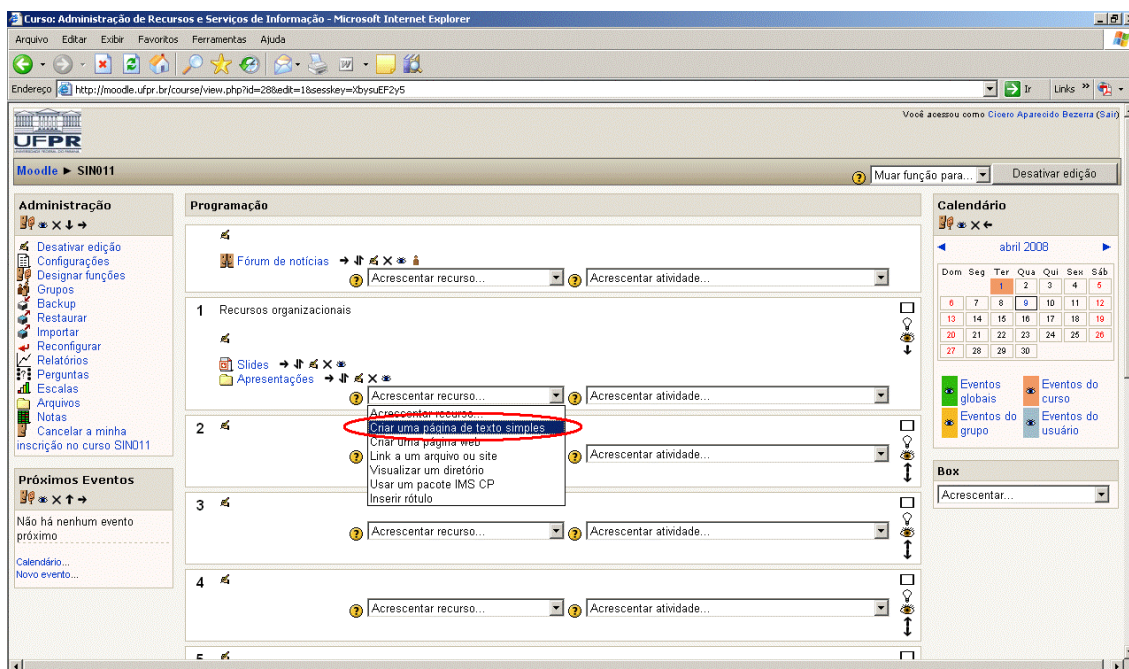 Curso: Administração de Recursos e Serviços de Informação - Microsoft Internet Explorer
Arquivo Editar Exibir Favoritos Ferramentas Ajuda
Endereço http://moodle.ufpr.br/course/view.php?id=28&edit=1&sesskey=XbysuEF2y5 Ir Links »
UFPR
Você acessou como Cicero Aparecido Bezerra (Sair)
Moodle ► SIN011
Muar função para... Desativar edição
Administração
Desativar edição
Configurações
Designar funções
Grupos
Backup
Restaurar
Importar
Reconfigurar
Relatórios
Perguntas
Escalas
Arquivos
Notas
Cancelar a minha
inscrição no curso SIN011
Próximos Eventos
Não há nenhum evento
próximo
Calendário...
Novo evento...
Programação
Fórum de notícias
Acrescentar recurso... Acrescentar atividade...
1 Recursos organizacionais
Slides
Apresentações
Acrescentar recurso... Acrescentar atividade...
Acrescentar recurso...
Criar uma página de texto simples
Criar uma página web
Link a um arquivo ou site
Visualizar um diretório
Usar um pacote IMS CP
Inserir rótulo
2
Acrescentar atividade...
3
Acrescentar recurso... Acrescentar atividade...
4
Acrescentar recurso... Acrescentar atividade...
Calendário
abril 2008
Dom Seg Ter Qua Qui Sex Sáb
1 2 3 4 5
6 7 8 9 10 11 12
13 14 15 16 17 18 19
20 21 22 23 24 25 26
27 28 29 30
Eventos globais
Eventos do curso
Eventos do grupo
Eventos do usuário
Box
Acrescentar...